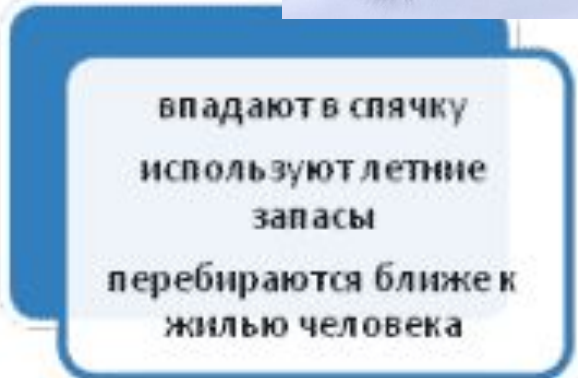 впадают в спячку
используют летние
запасы
перебираются ближе к
жилью человека